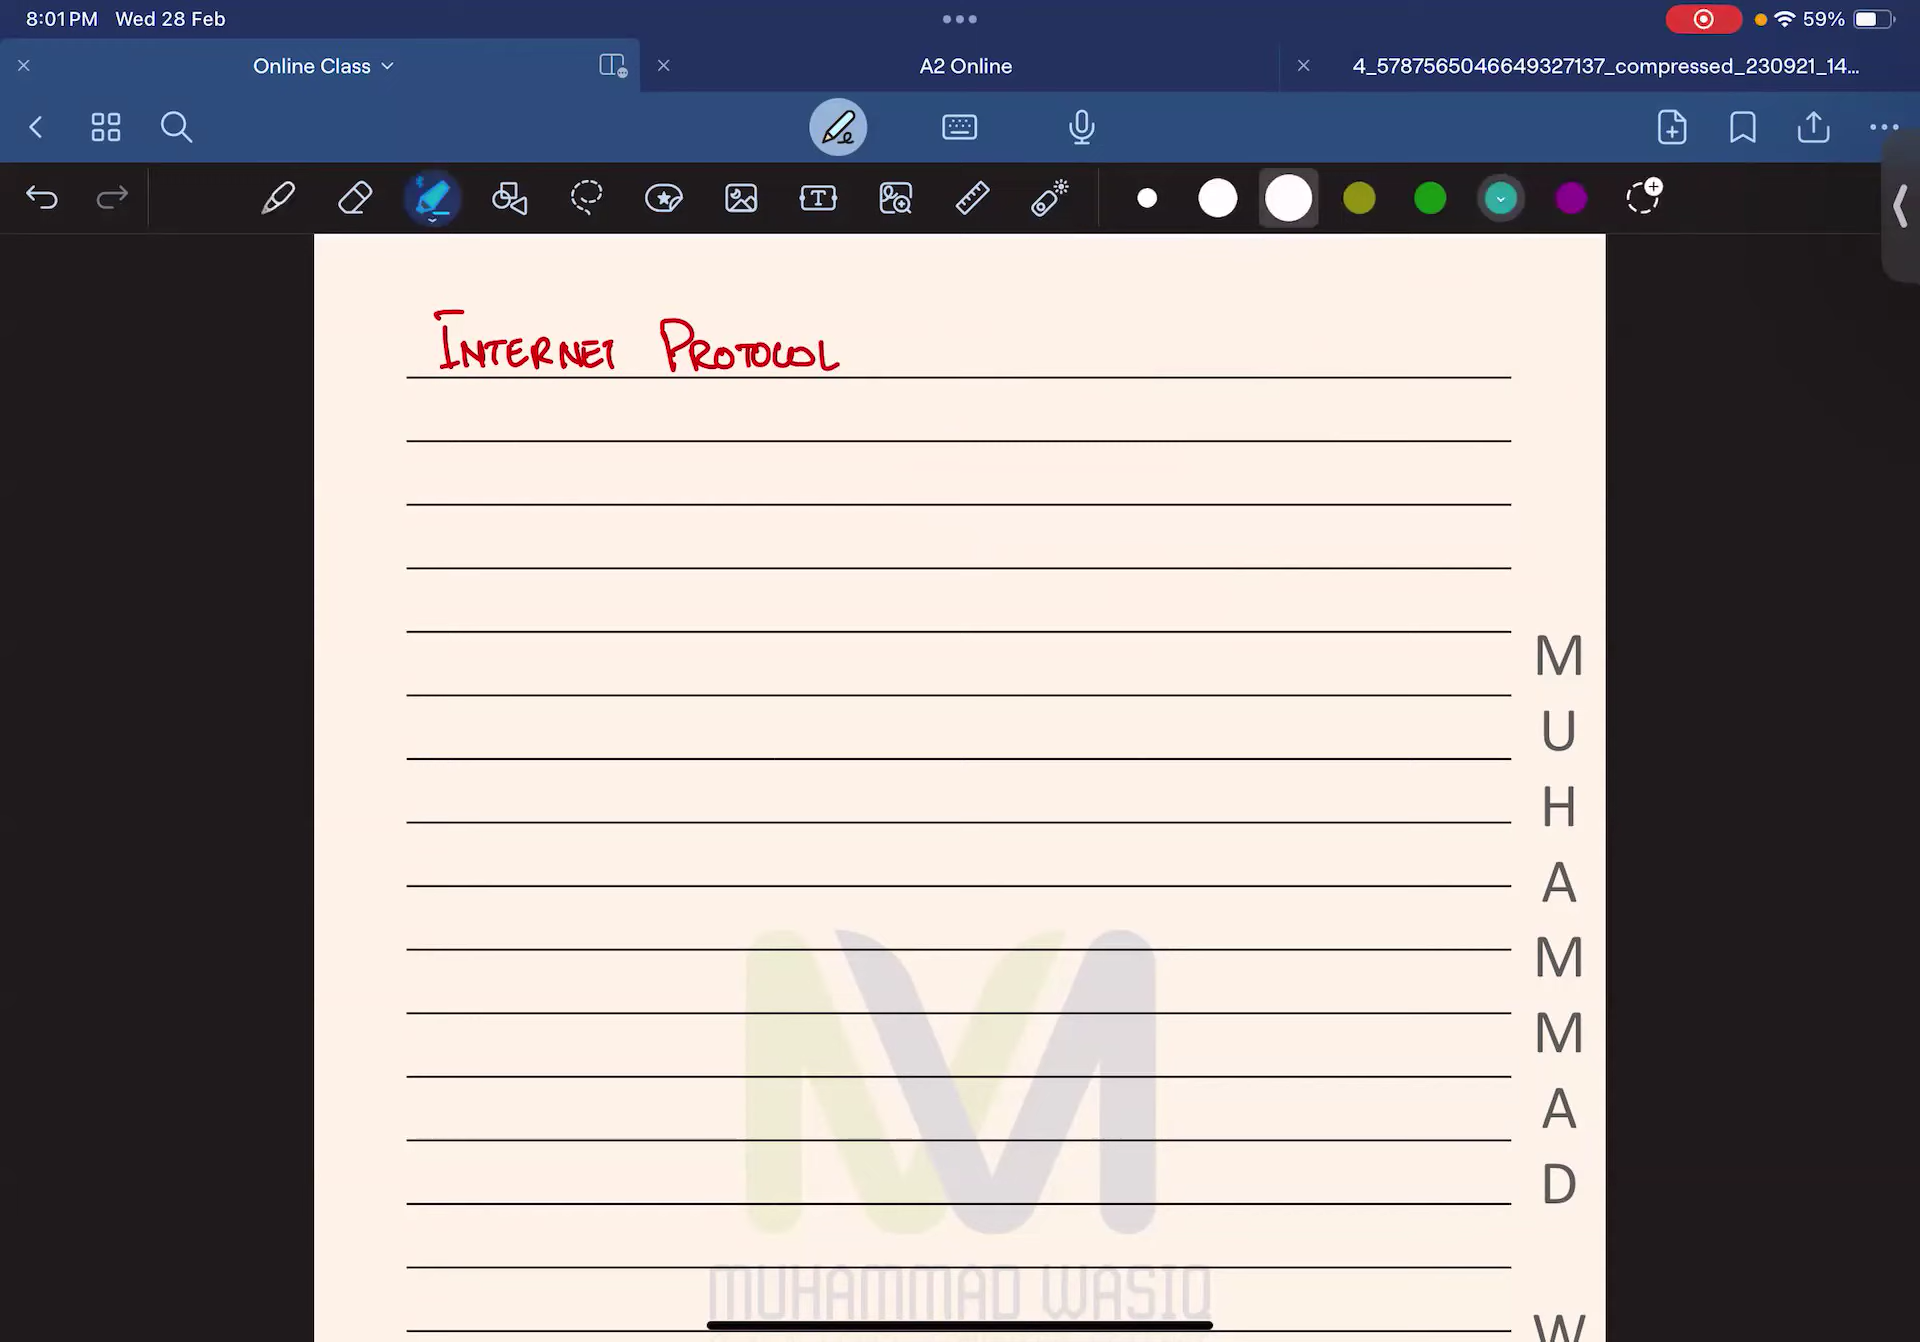 8:01 PM Wed 28 Feb
59%
Online Class
A2 Online
4_5787565046649327137_compressed_230921_14...
INTERNET PROTOCOL
M
U
H
A
M
M
A
D
W
MUHAMMAD WASIQ